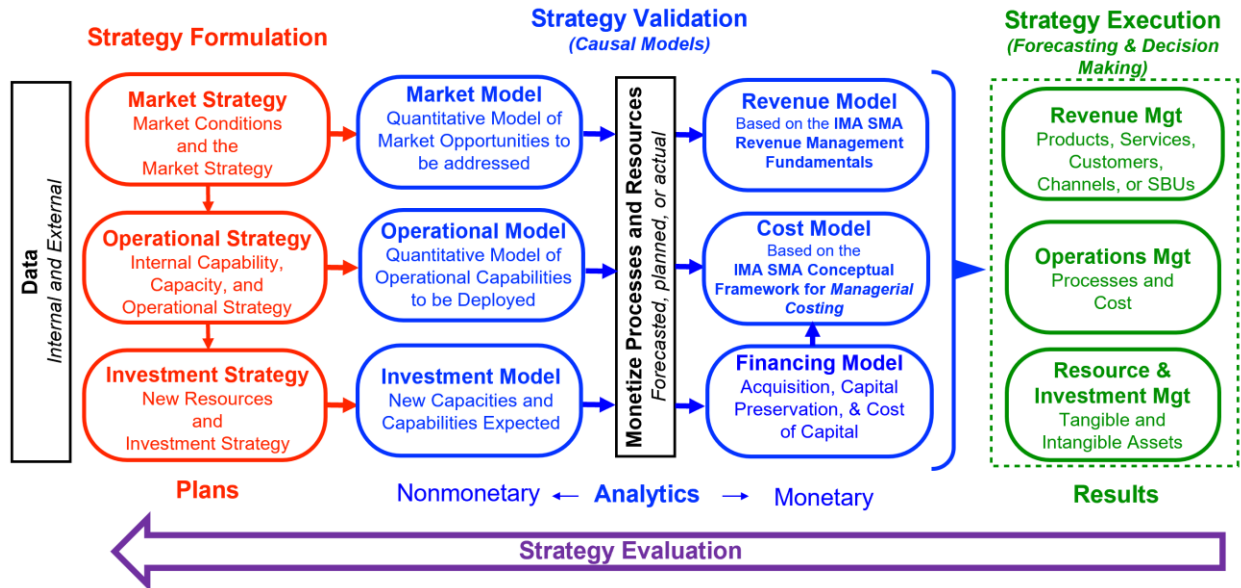 Strategy Formulation
Strategy Validation
(Causal Models)
Strategy Execution
(Forecasting & Decision
Making)
Data
Internal and External
Market Strategy
Market Conditions
and the
Market Strategy
Operational Strategy
Internal Capability,
Capacity, and
Operational Strategy
Investment Strategy
New Resources
and
Investment Strategy
Market Model
Quantitative Model of
Market Opportunities to
be addressed
Operational Model
Quantitative Model of
Operational Capabilities
to be Deployed
Investment Model
New Capacities and
Capabilities Expected
Monetize Processes and Resources
Forecasted, planned, or actual
Revenue Model
Based on the IMA SMA
Revenue Management
Fundamentals
Cost Model
Based on the
IMA SMA Conceptual
Framework for Managerial
Costing
Financing Model
Acquisition, Capital
Preservation, & Cost
of Capital
Revenue Mgt
Products, Services,
Customers,
Channels, or SBUs
Operations Mgt
Processes and
Cost
Resource &
Investment Mgt
Tangible and
Intangible Assets
Plans
Nonmonetary
Analytics
Monetary
Results
Strategy Evaluation